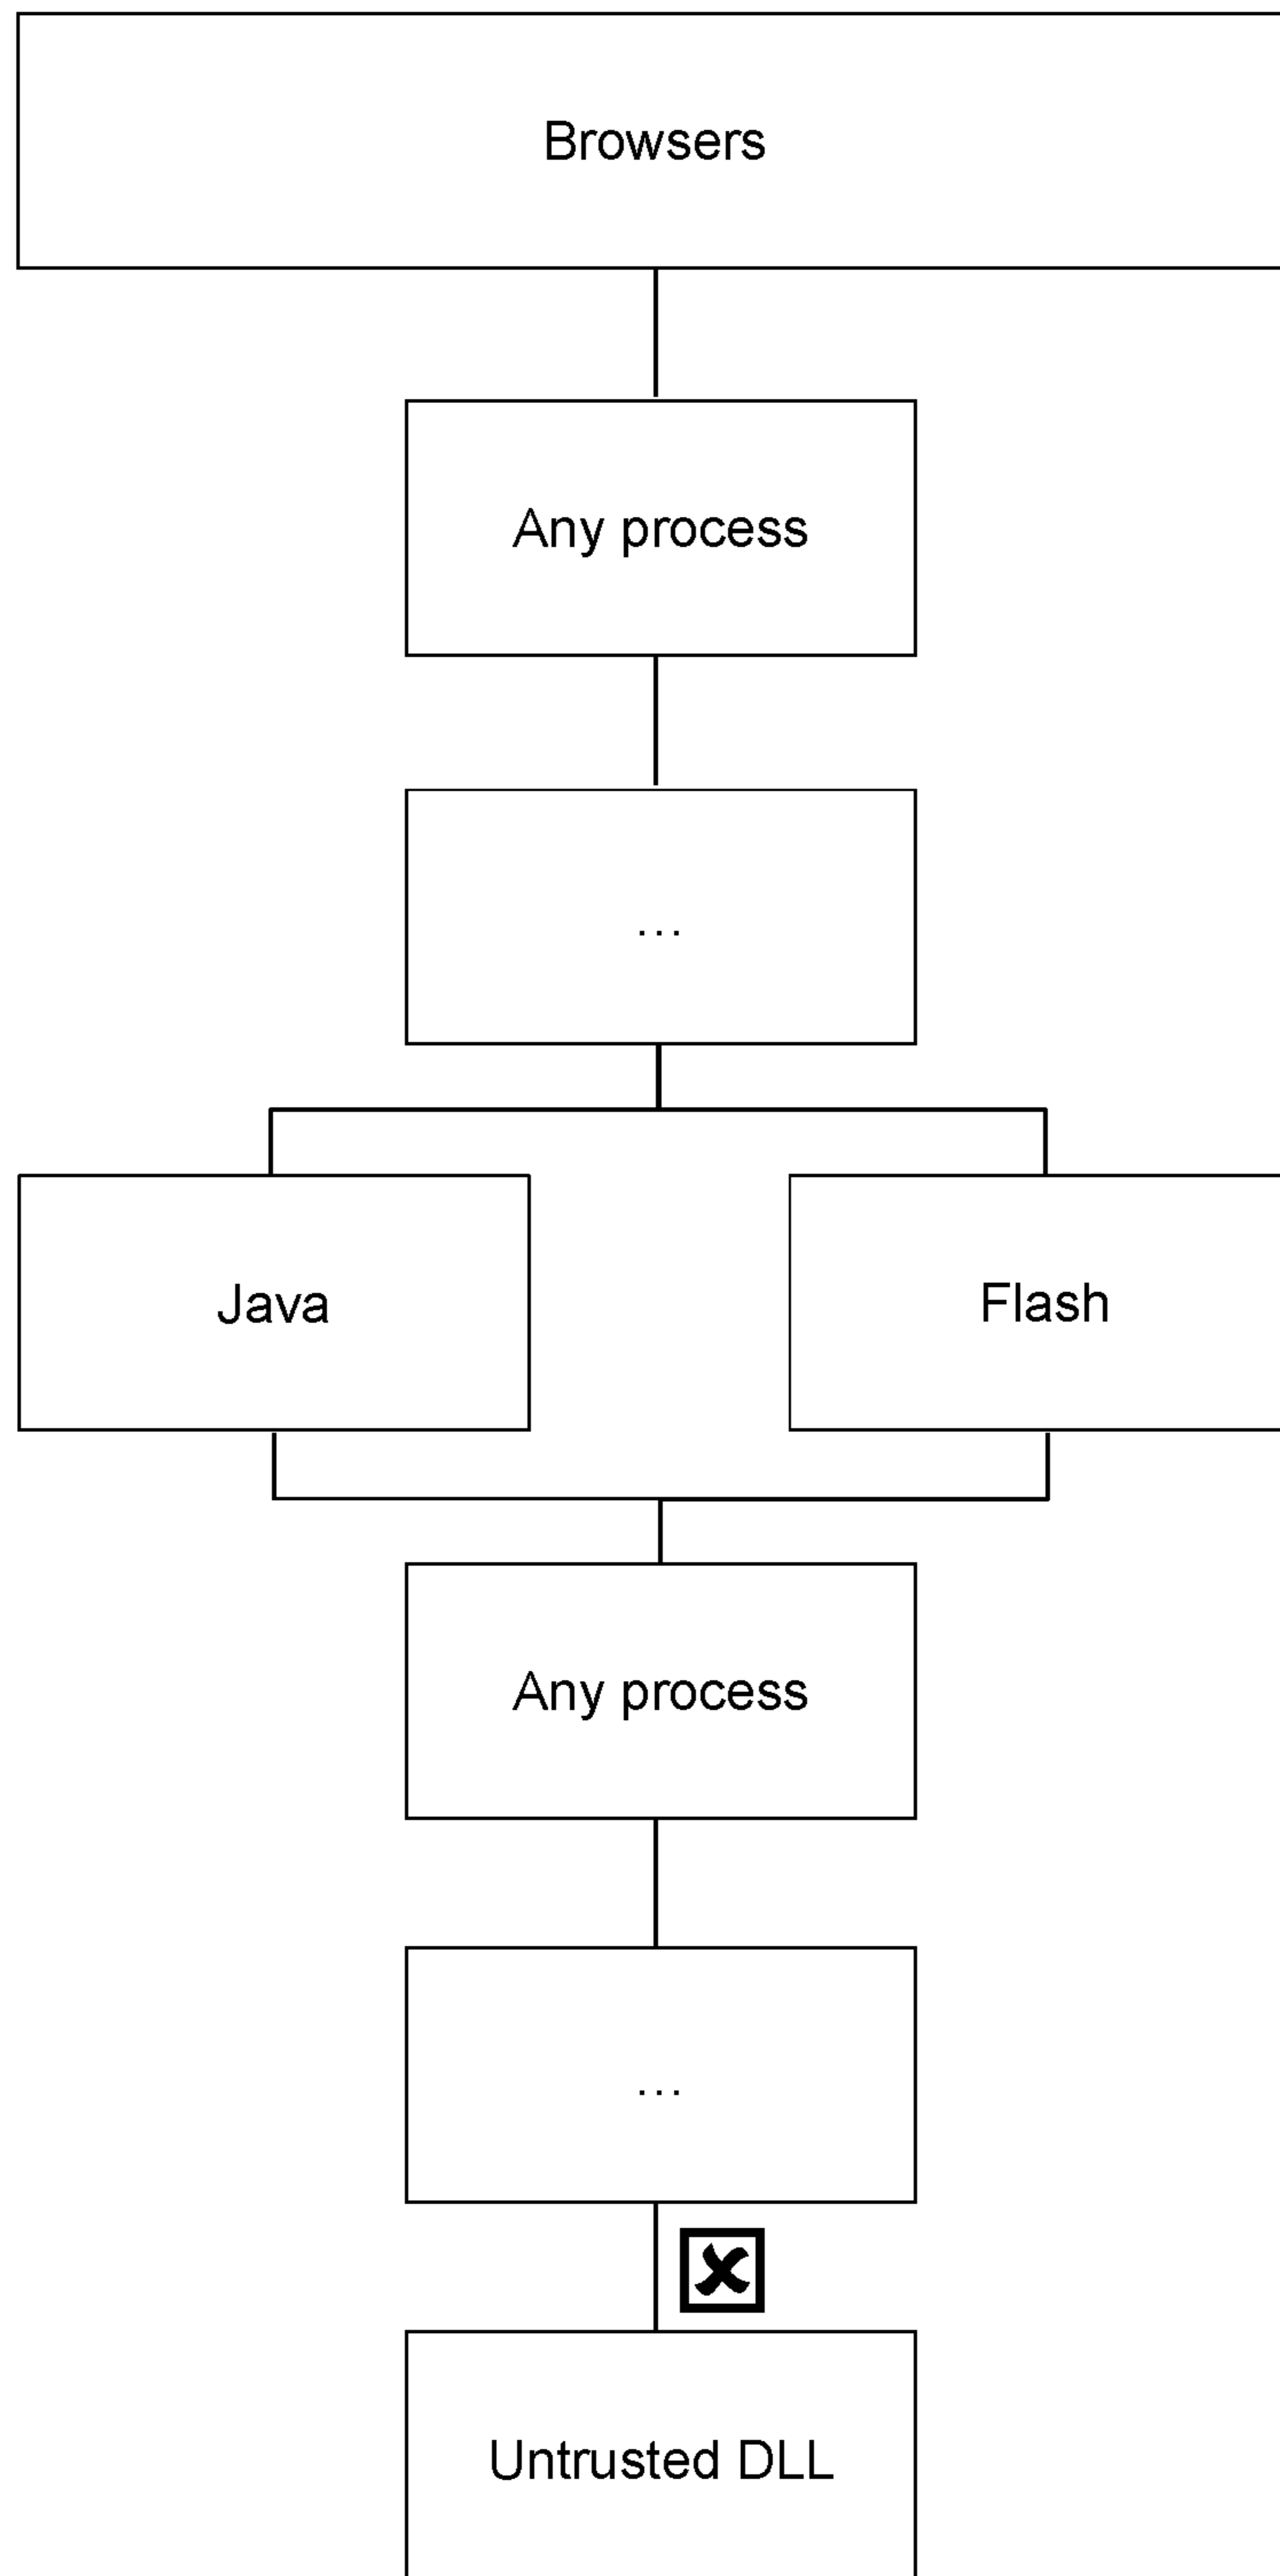 Browsers
Any process
...
Java
Flash
Any process
...
Untrusted DLL